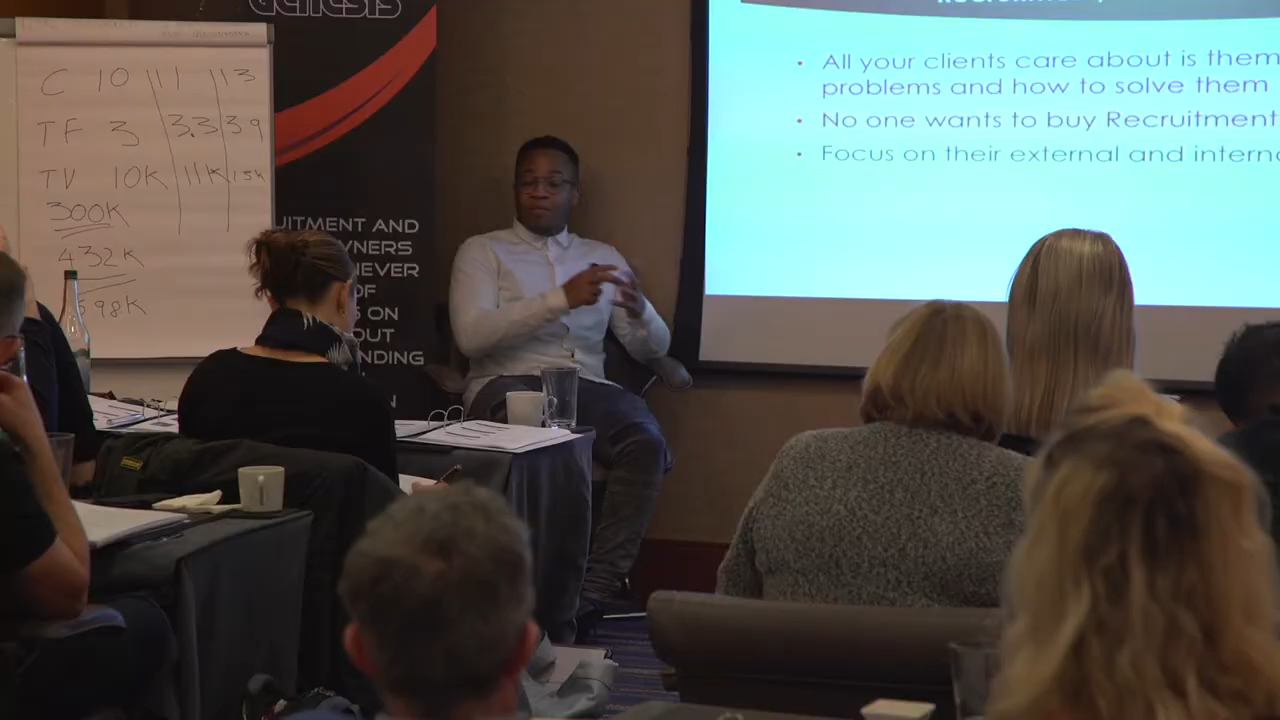 C 10 11 13
TF 3 3.3 3.9
TV 10K 11K 13K
300K
432K
598K
GENESIS
UITMENT AND
WNERS
NEVER
OF
S ON
OUT
NDING
N
• All your clients care about is them
problems and how to solve them
• No one wants to buy Recruitment
• Focus on their external and interna